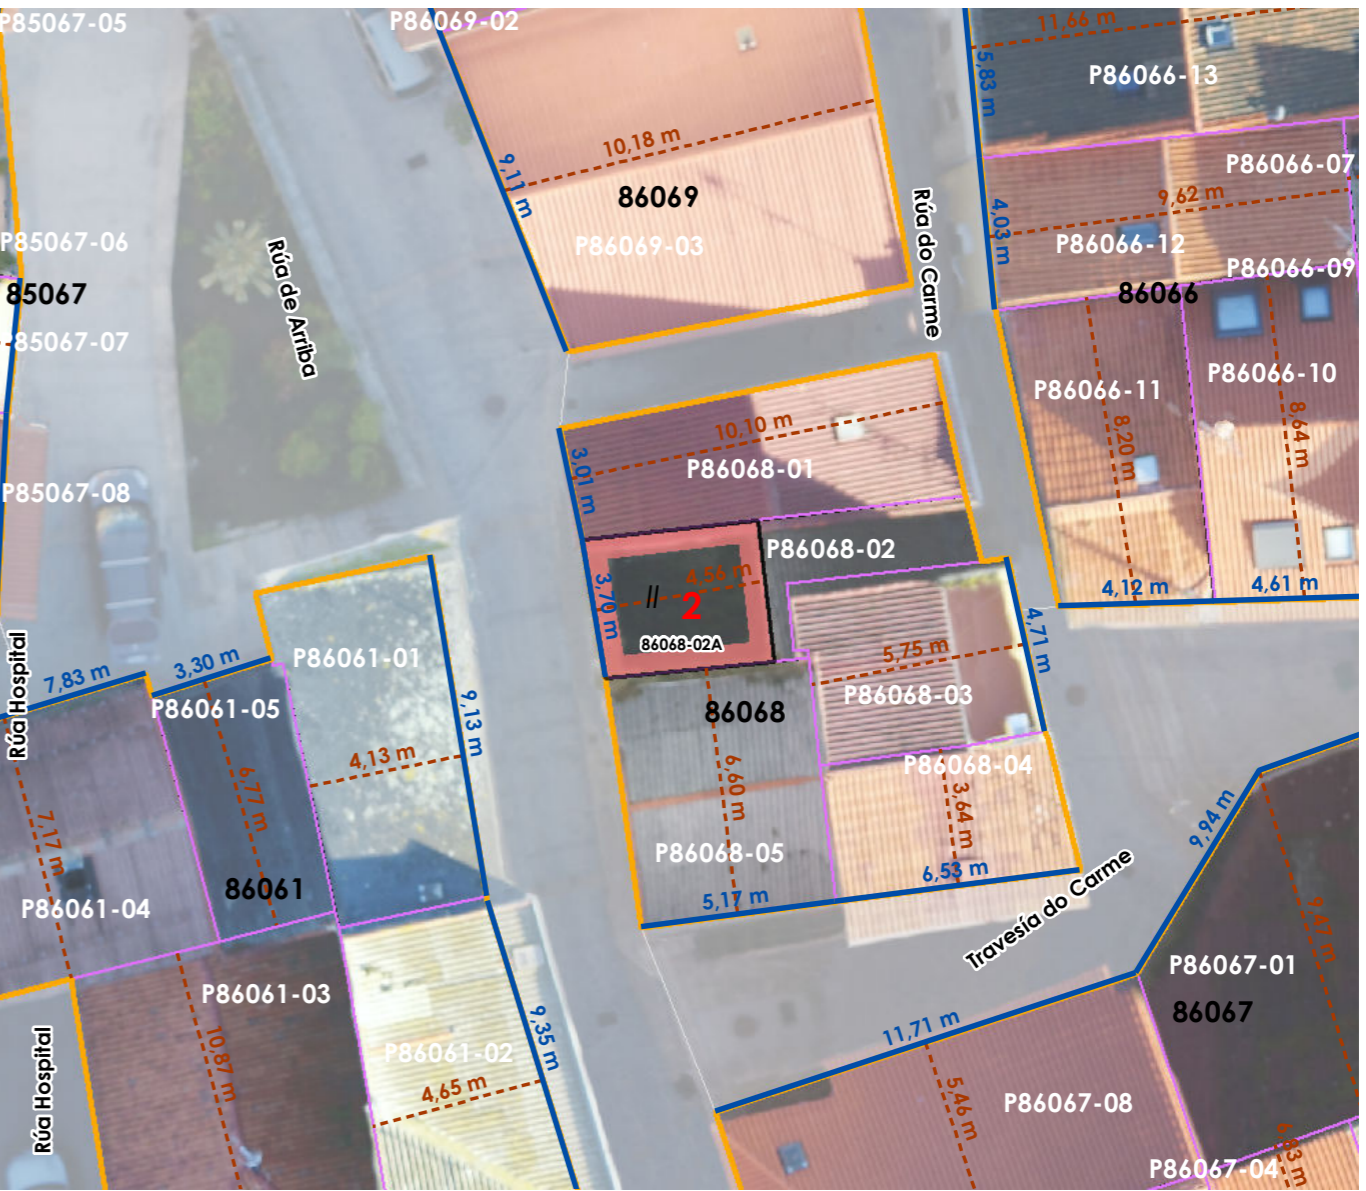 P85067-05
P86069-02
11,66 m
5,83 m
P86066-13
10,18 m
9,11 m
86069
P86069-03
Rúa do Carme
P86066-07
9,62 m
4,03 m
P86066-12
P86066-09
86066
P85067-06
85067
P85067-07
Rúa de Arriba
P86066-11
P86066-10
8,20 m
8,64 m
10,10 m
3,01 m
P86068-01
P85067-08
P86068-02
4,56 m
3,70 m
//
2
86068-02A
4,12 m
4,61 m
4,71 m
5,75 m
P86068-03
Rúa Hospital
7,83 m
3,30 m
P86061-01
P86061-05
9,13 m
4,13 m
6,77 m
86068
P86068-04
6,60 m
3,64 m
P86068-05
5,17 m
6,53 m
9,94 m
Travesía do Carme
7,17 m
86061
P86061-04
9,47 m
P86067-01
86067
P86061-03
Rúa Hospital
10,87 m
P86061-02
4,65 m
9,35 m
11,71 m
5,46 m
P86067-08
6,83 m
P86067-04